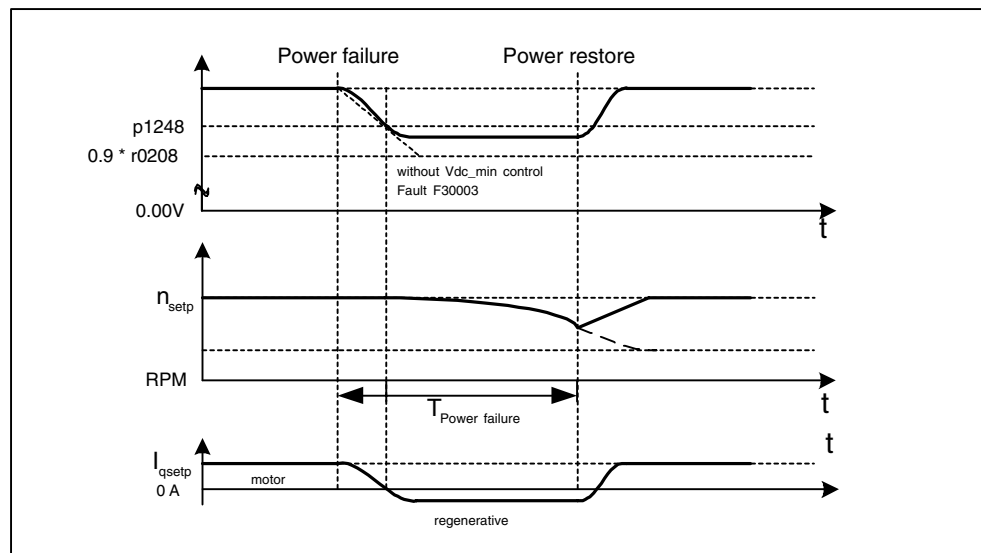 Power failure
Power restore
p1248
0.9 * r0208
without Vdc_min control
Fault F30003
0.00V
t
n setp
RPM
T Power failure
t
t
I qsetp
0 A
motor
regenerative